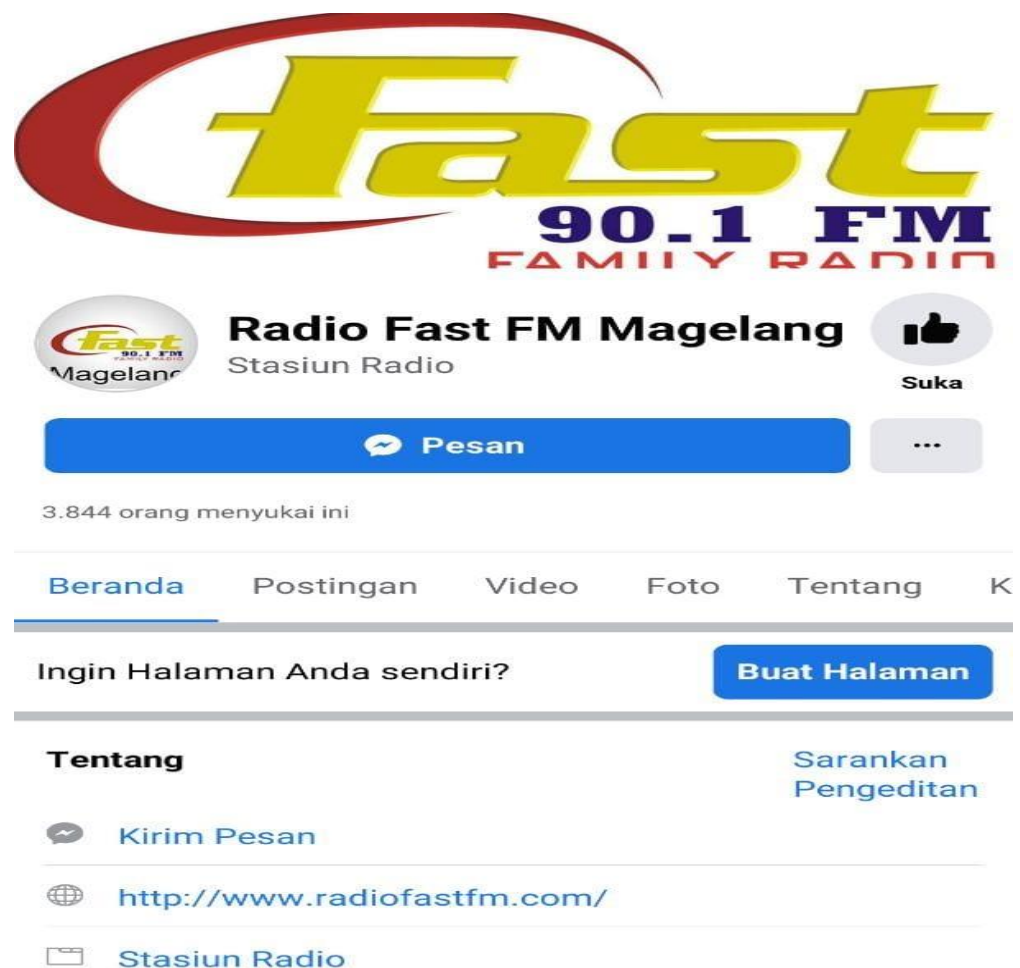 Fast
90.1 FM
FAMILY RADIO
Fast
90.1 FM
FAMILY RADIO
Magelang
Radio Fast FM Magelang
Stasiun Radio
Suka
Pesan
3.844 orang menyukai ini
Beranda Postingan Video Foto Tentang K
Ingin Halaman Anda sendiri?
Buat Halaman
Tentang
Sarankan
Pengeditan
Kirim Pesan
http://www.radiofastfm.com/
Stasiun Radio